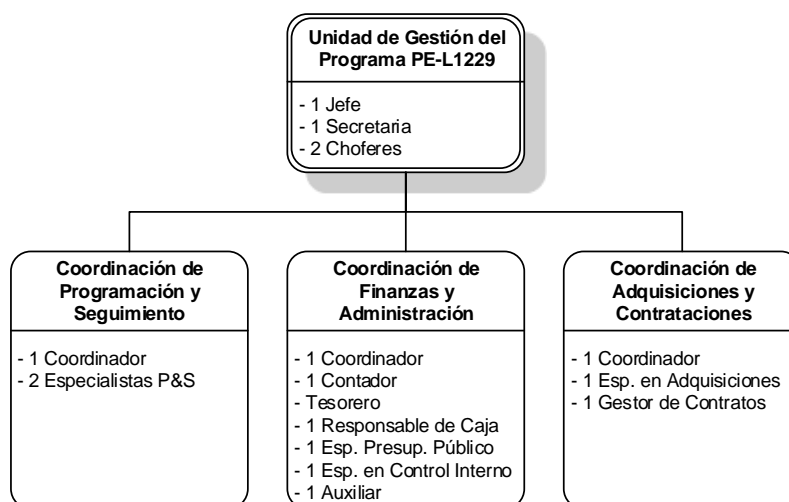 Unidad de Gestión del
Programa PE-L1229
- 1 Jefe
- 1 Secretaria
- 2 Choferes
Coordinación de
Programación y
Seguimiento
- 1 Coordinador
- 2 Especialistas P&S
Coordinación de
Finanzas y
Administración
- 1 Coordinador
- 1 Contador
- Tesorero
- 1 Responsable de Caja
- 1 Esp. Presup. Público
- 1 Esp. en Control Interno
- 1 Auxiliar
Coordinación de
Adquisiciones y
Contrataciones
- 1 Coordinador
- 1 Esp. en Adquisiciones
- 1 Gestor de Contratos